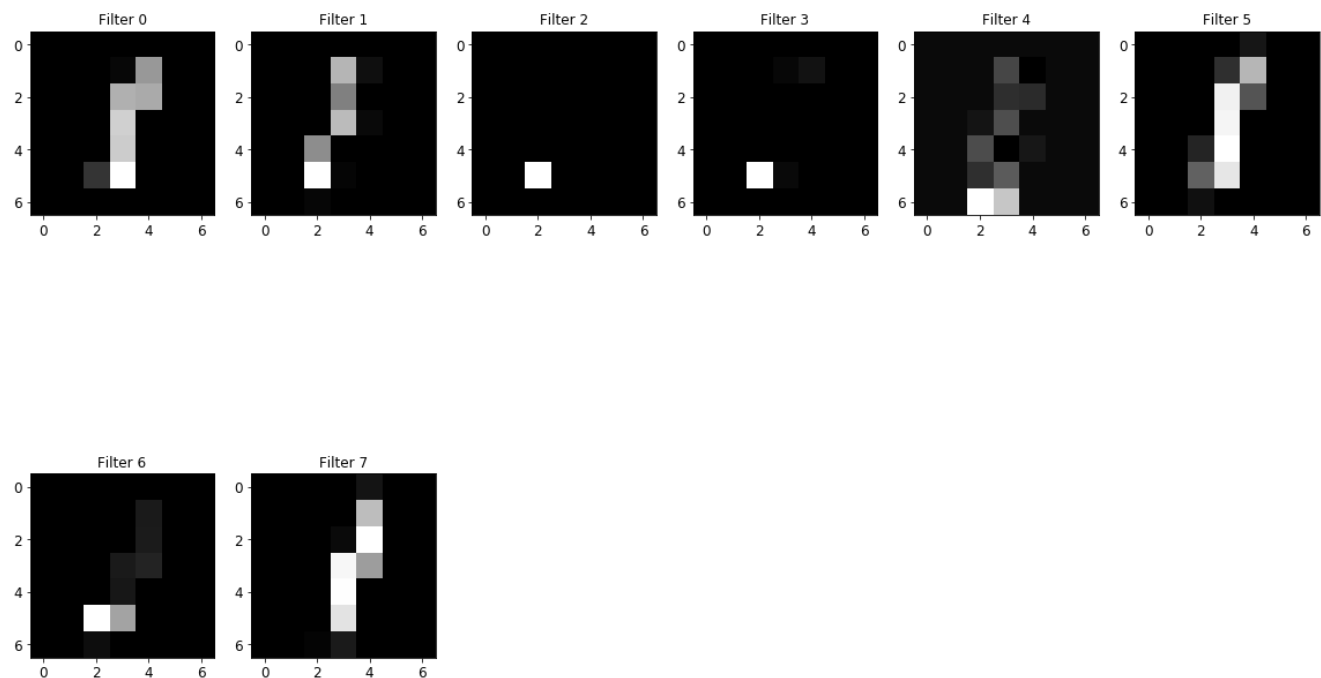 Filter 0 Filter 1 Filter 2 Filter 3 Filter 4 Filter 5
0 0 0 0 0 0
2 2 2 2 2 2
4 4 4 4 4 4
6 6 6 6 6 6
0 2 4 6 0 2 4 6 0 2 4 6 0 2 4 6 0 2 4 6 0 2 4 6
Filter 6 Filter 7
0 0
2 2
4 4
6 6
0 2 4 6 0 2 4 6